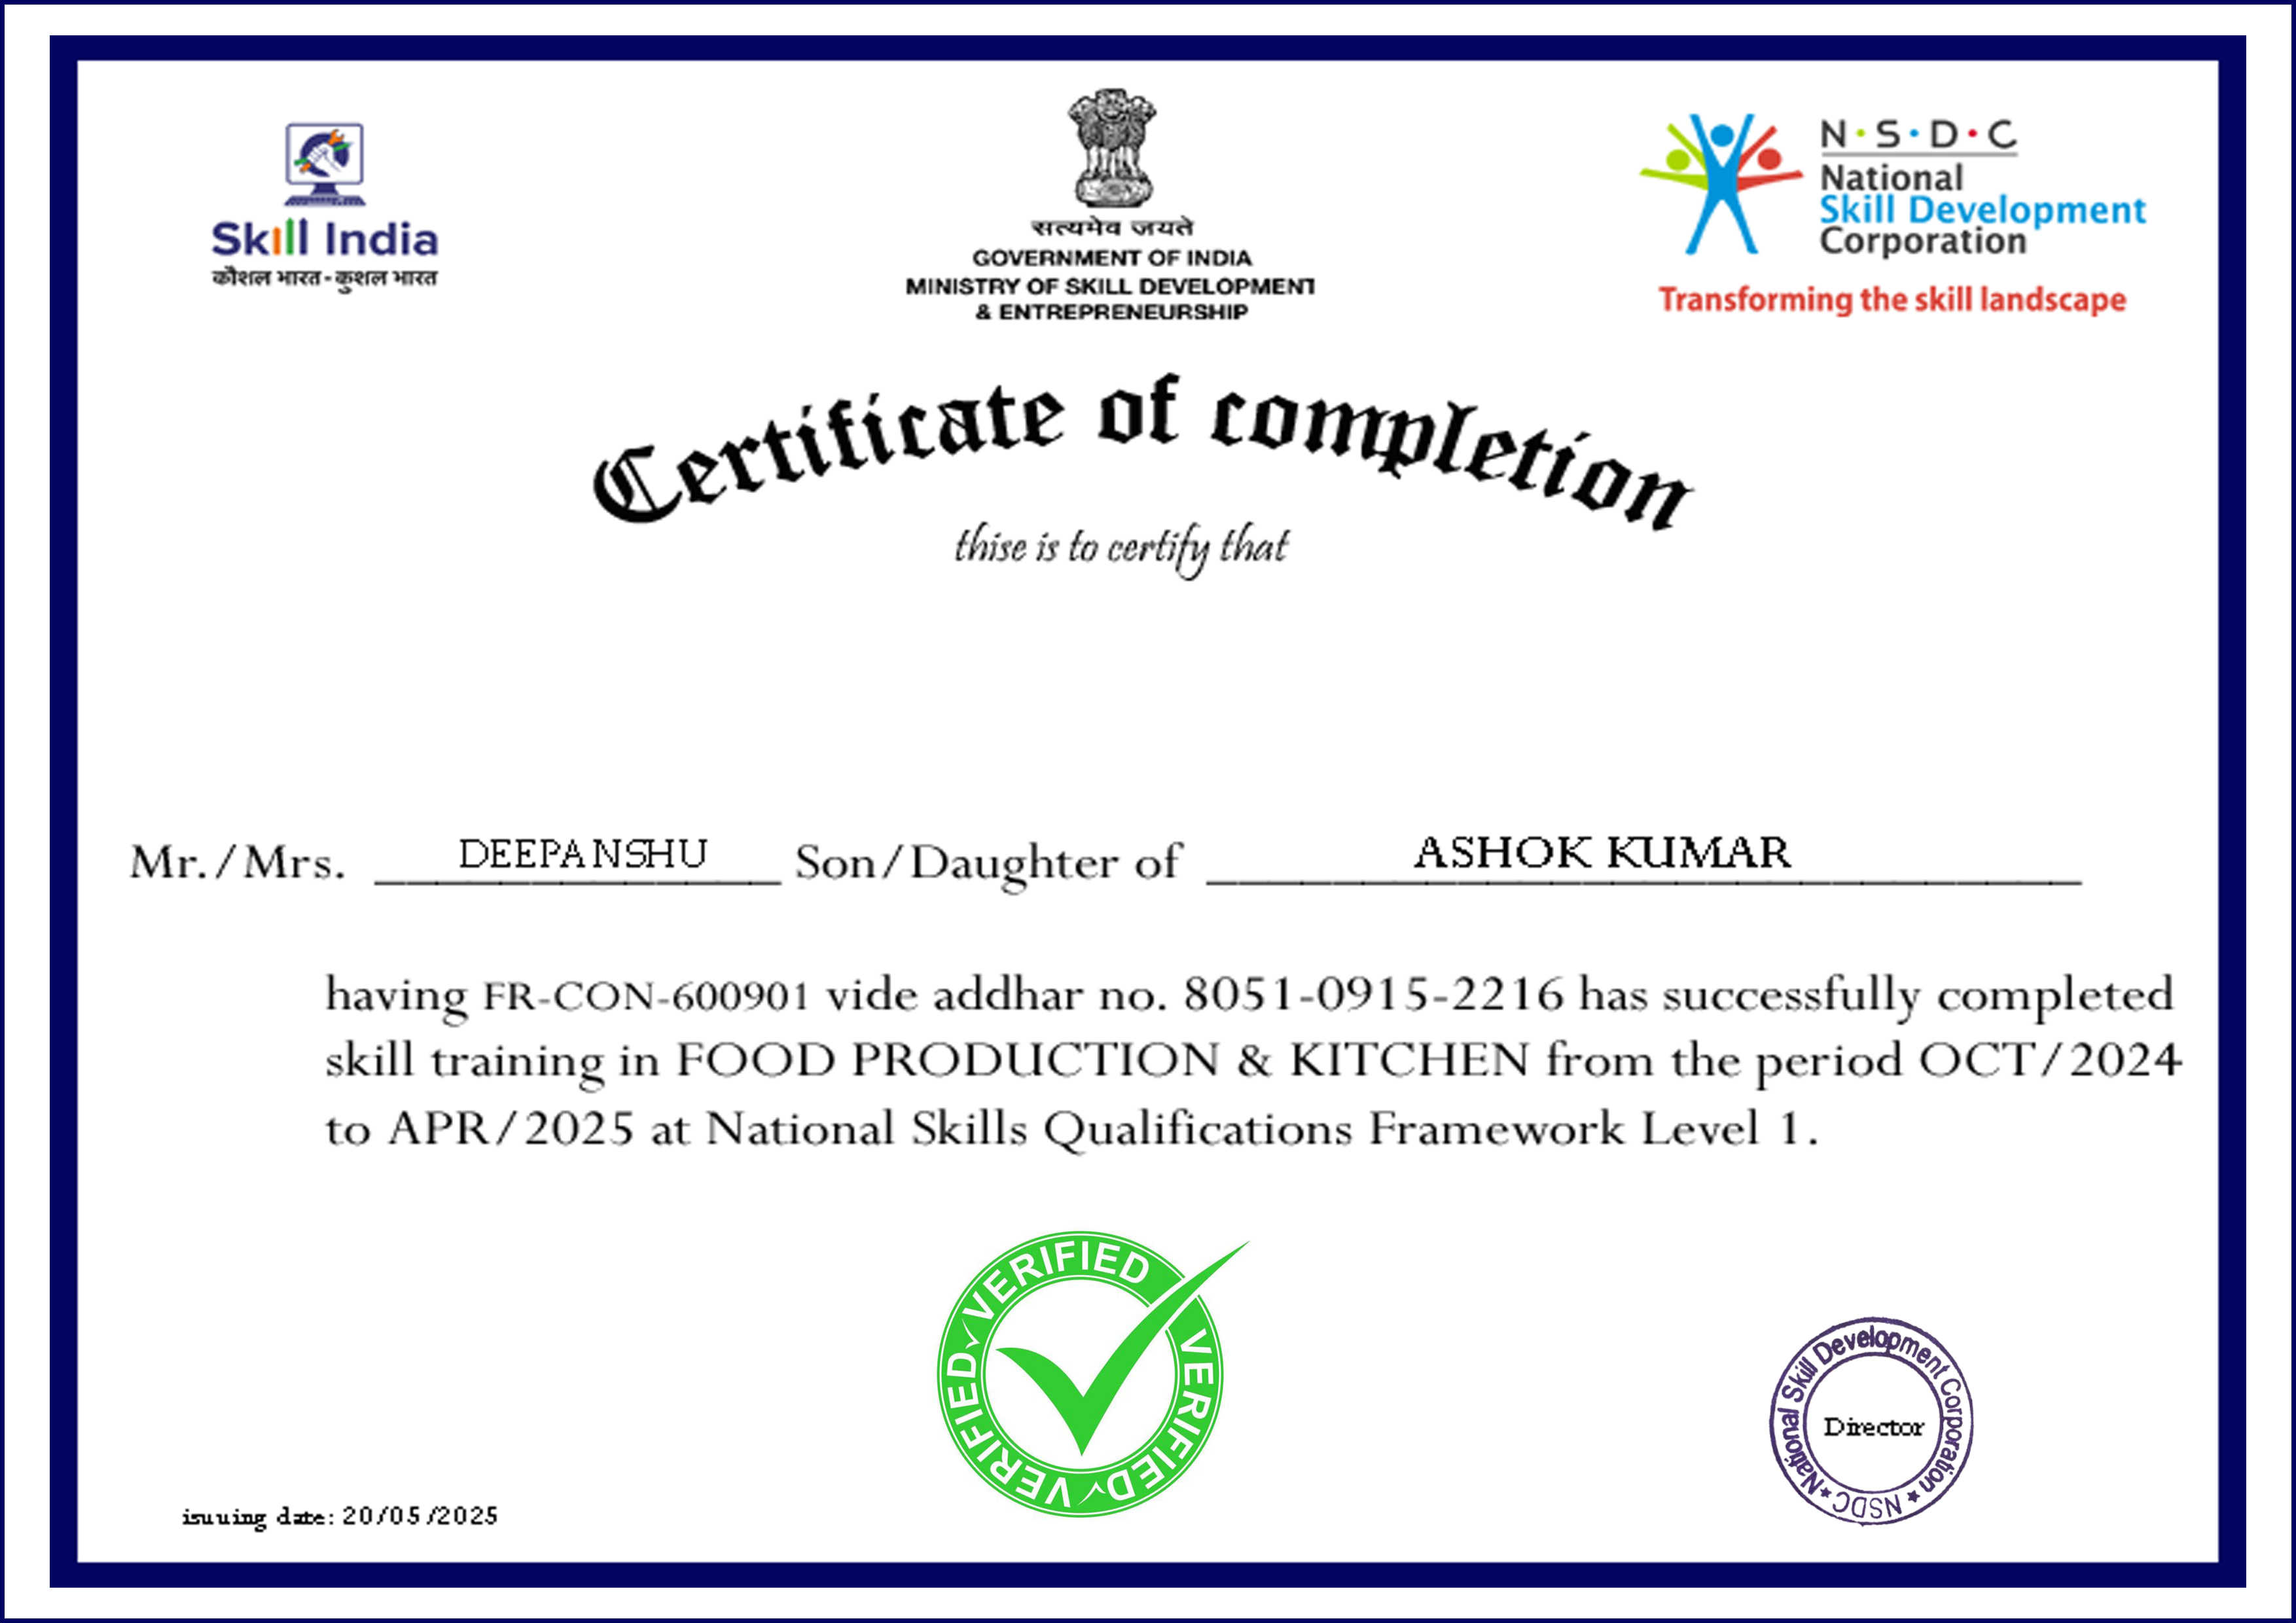 Skill India
कौशल भारत - कुशल भारत
सत्यमेव जयते
GOVERNMENT OF INDIA
MINISTRY OF SKILL DEVELOPMENT
& ENTREPRENEURSHIP
N·S·D·C
National
Skill Development
Corporation
Transforming the skill landscape
Certificate of completion
thise is to certify that
Mr./Mrs. DEEPANSHU Son/Daughter of ASHOK KUMAR
having FR-CON-600901 vide addhar no. 8051-0915-2216 has successfully completed
skill training in FOOD PRODUCTION & KITCHEN from the period OCT/2024
to APR/2025 at National Skills Qualifications Framework Level 1.
VERIFIED VERIFIED VERIFIED VERIFIED
National Skill Development Corporation
NSDC
Director
isuuing date: 20/05/2025